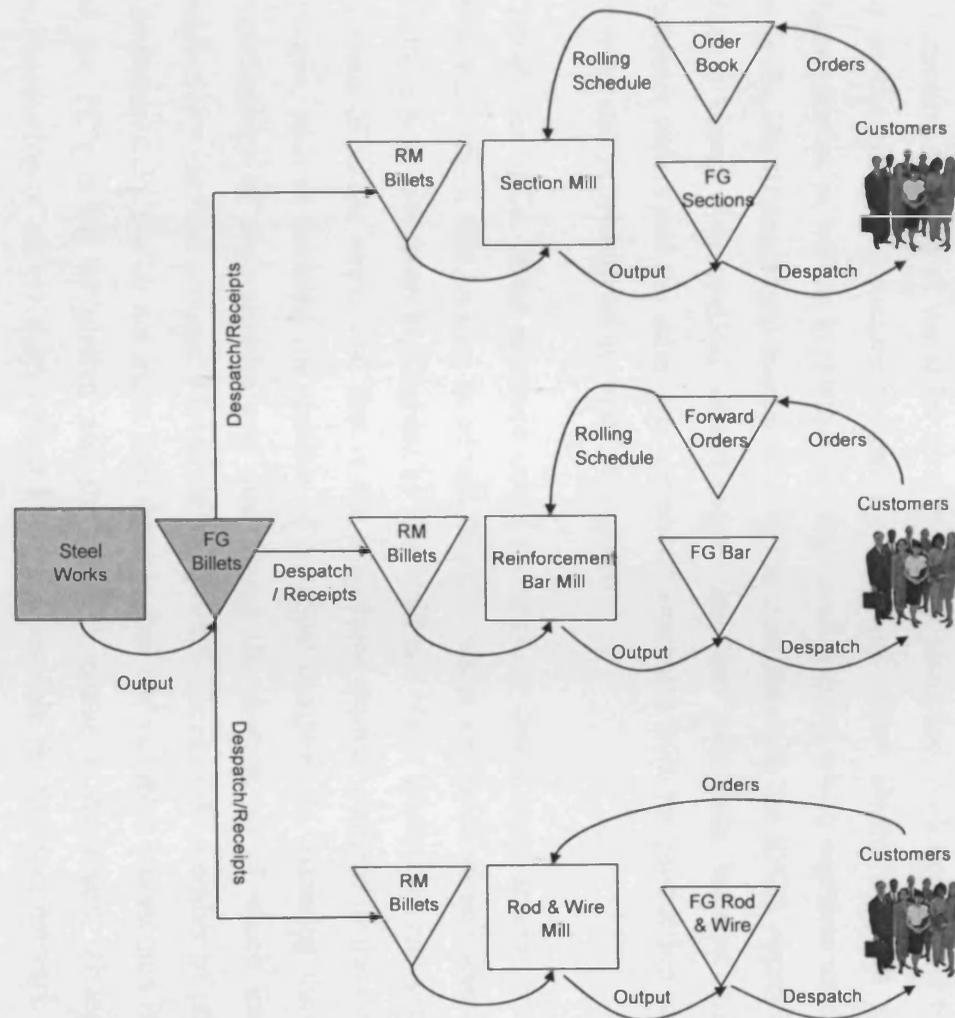 Order
Book
Rolling
Schedule
Orders
Customers
RM
Billets
Section Mill
FG
Sections
Output
Despatch
Despatch/Receipts
Forward
Orders
Rolling
Schedule
Orders
Customers
Steel
Works
FG
Billets
Despatch
/ Receipts
RM
Billets
Reinforcement
Bar Mill
FG Bar
Output
Output
Despatch
Despatch/Receipts
Orders
Customers
RM
Billets
Rod & Wire
Mill
FG Rod
& Wire
Output
Despatch